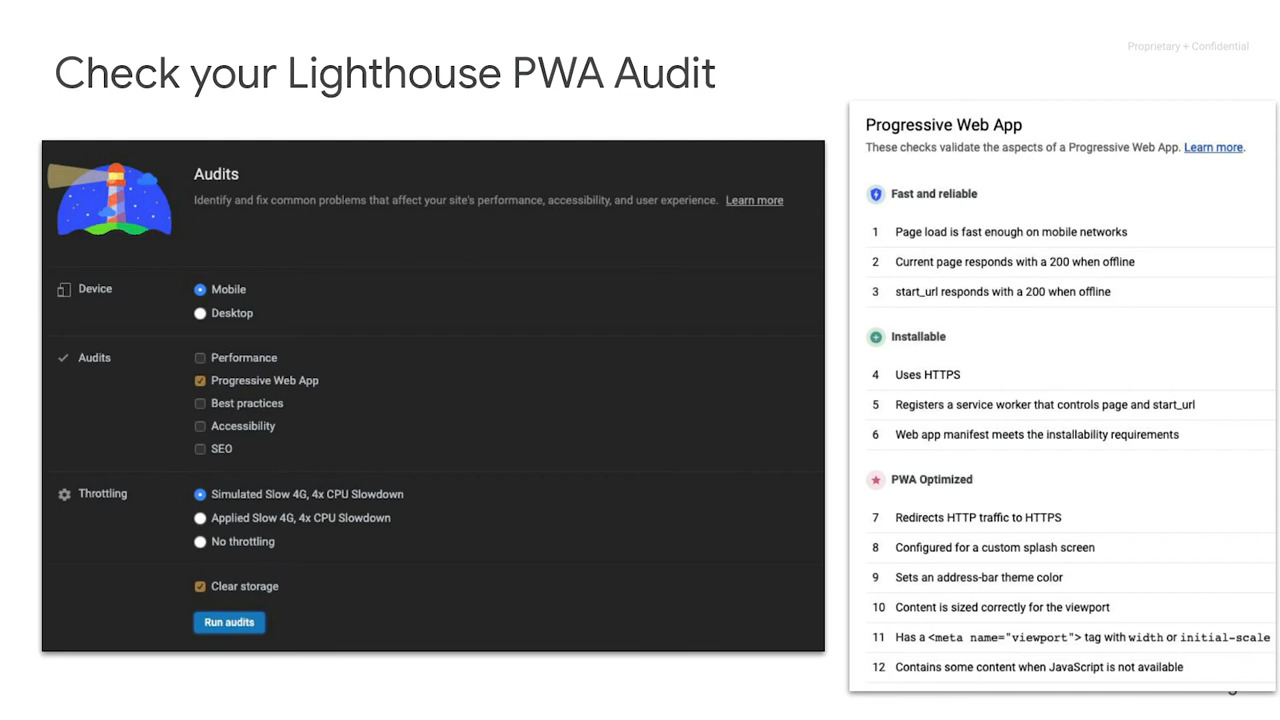 Proprietary + Confidential
Check your Lighthouse PWA Audit
Audits
Identify and fix common problems that affect your site's performance, accessibility, and user experience. Learn more
Device
Mobile
Desktop
Audits
Performance
Progressive Web App
Best practices
Accessibility
SEO
Throttling
Simulated Slow 4G, 4x CPU Slowdown
Applied Slow 4G, 4x CPU Slowdown
No throttling
Clear storage
Run audits
Progressive Web App
These checks validate the aspects of a Progressive Web App. Learn more.
Fast and reliable
1 Page load is fast enough on mobile networks
2 Current page responds with a 200 when offline
3 start_url responds with a 200 when offline
Installable
4 Uses HTTPS
5 Registers a service worker that controls page and start_url
6 Web app manifest meets the installability requirements
PWA Optimized
7 Redirects HTTP traffic to HTTPS
8 Configured for a custom splash screen
9 Sets an address-bar theme color
10 Content is sized correctly for the viewport
11 Has a <meta name="viewport"> tag with width or initial-scale
12 Contains some content when JavaScript is not available